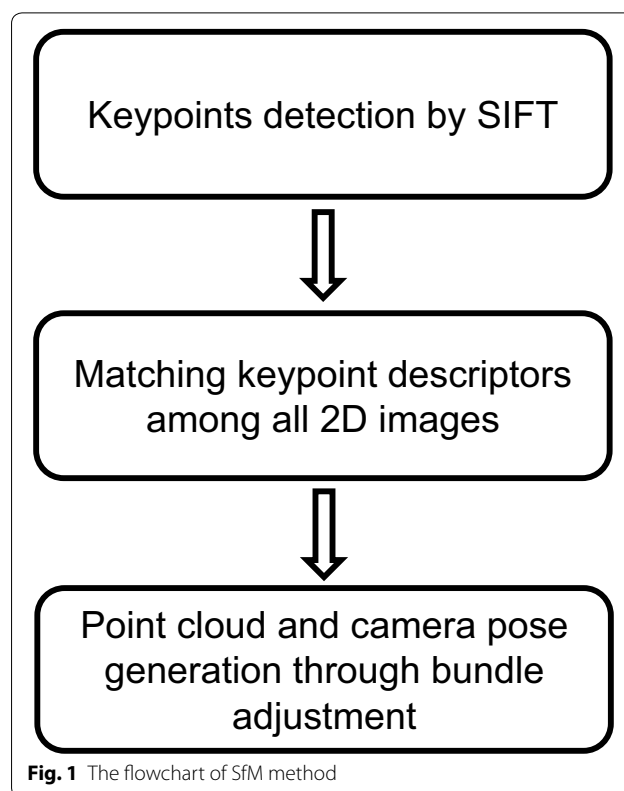 Keypoints detection by SIFT
Matching keypoint descriptors
among all 2D images
Point cloud and camera pose
generation through bundle
adjustment
Fig. 1 The flowchart of SfM method